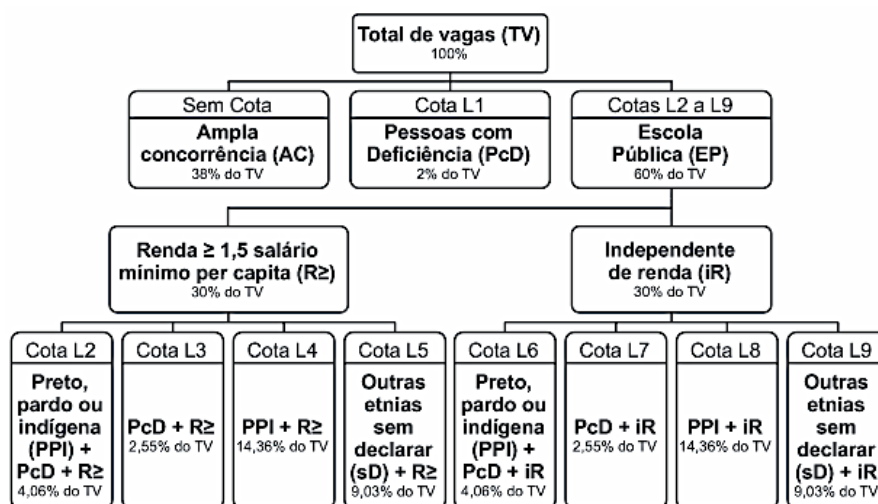 Total de vagas (TV)
100%
Sem Cota
Ampla
concorrência (AC)
38% do TV
Cota L1
Pessoas com
Deficiência (PcD)
2% do TV
Cotas L2 a L9
Escola
Pública (EP)
60% do TV
Renda ≥ 1,5 salário
mínimo per capita (R≥)
30% do TV
Independente
de renda (iR)
30% do TV
Cota L2
Preto,
pardo ou
indígena
(PPI) +
PcD + R≥
4,06% do TV
Cota L3
PcD + R≥
2,55% do TV
Cota L4
PPI + R≥
14,36% do TV
Cota L5
Outras
etnias
sem
declarar
(sD) + R≥
9,03% do TV
Cota L6
Preto,
pardo ou
indígena
(PPI) +
PcD + iR
4,06% do TV
Cota L7
PcD + iR
2,55% do TV
Cota L8
PPI + iR
14,36% do TV
Cota L9
Outras
etnias
sem
declarar
(sD) + iR
9,03% do TV